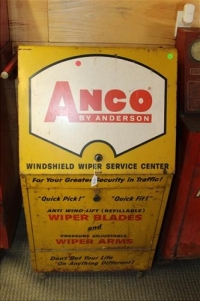 ANCO
BY ANDERSON
WINDSHIELD WIPER SERVICE CENTER
For Your Greater Security in Traffic!
"Quick Pick!" "Quick Fit!"
ANTI WIND-LIFT (REFILLABLE)
WIPER BLADES
and
PRESSURE ADJUSTABLE
WIPER ARMS
Don't Bet Your Life
"On Anything Different"!